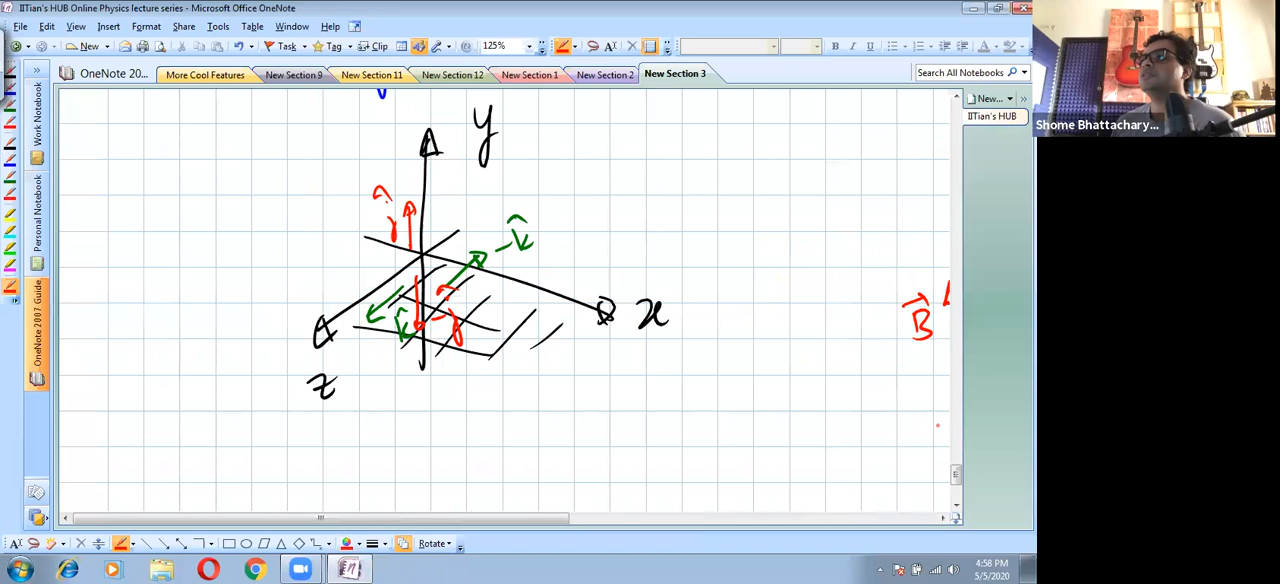 IITian's HUB Online Physics lecture series - Microsoft Office OneNote
File Edit View Insert Format Share Tools Table Window Help
New Task Tag Clip 125% B I U A
OneNote 20... More Cool Features New Section 9 New Section 11 New Section 12 New Section 1 New Section 2 New Section 3 Search All Notebooks
New...
IITian's HUB
Work Notebook
Personal Notebook
OneNote 2007 Guide
Shome Bhattachary...
y
ĵ
-k̂
k̂
-ĵ
x
z
B⃗
Rotate
4:58 PM
5/5/2020